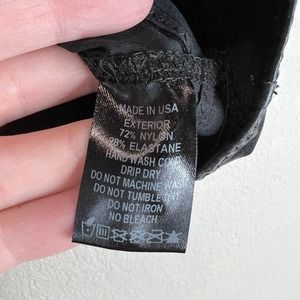 MADE IN USA
EXTERIOR
72% NYLON
28% ELASTANE
HAND WASH COLD
DRIP DRY
DO NOT MACHINE WASH
DO NOT TUMBLE DRY
DO NOT IRON
NO BLEACH